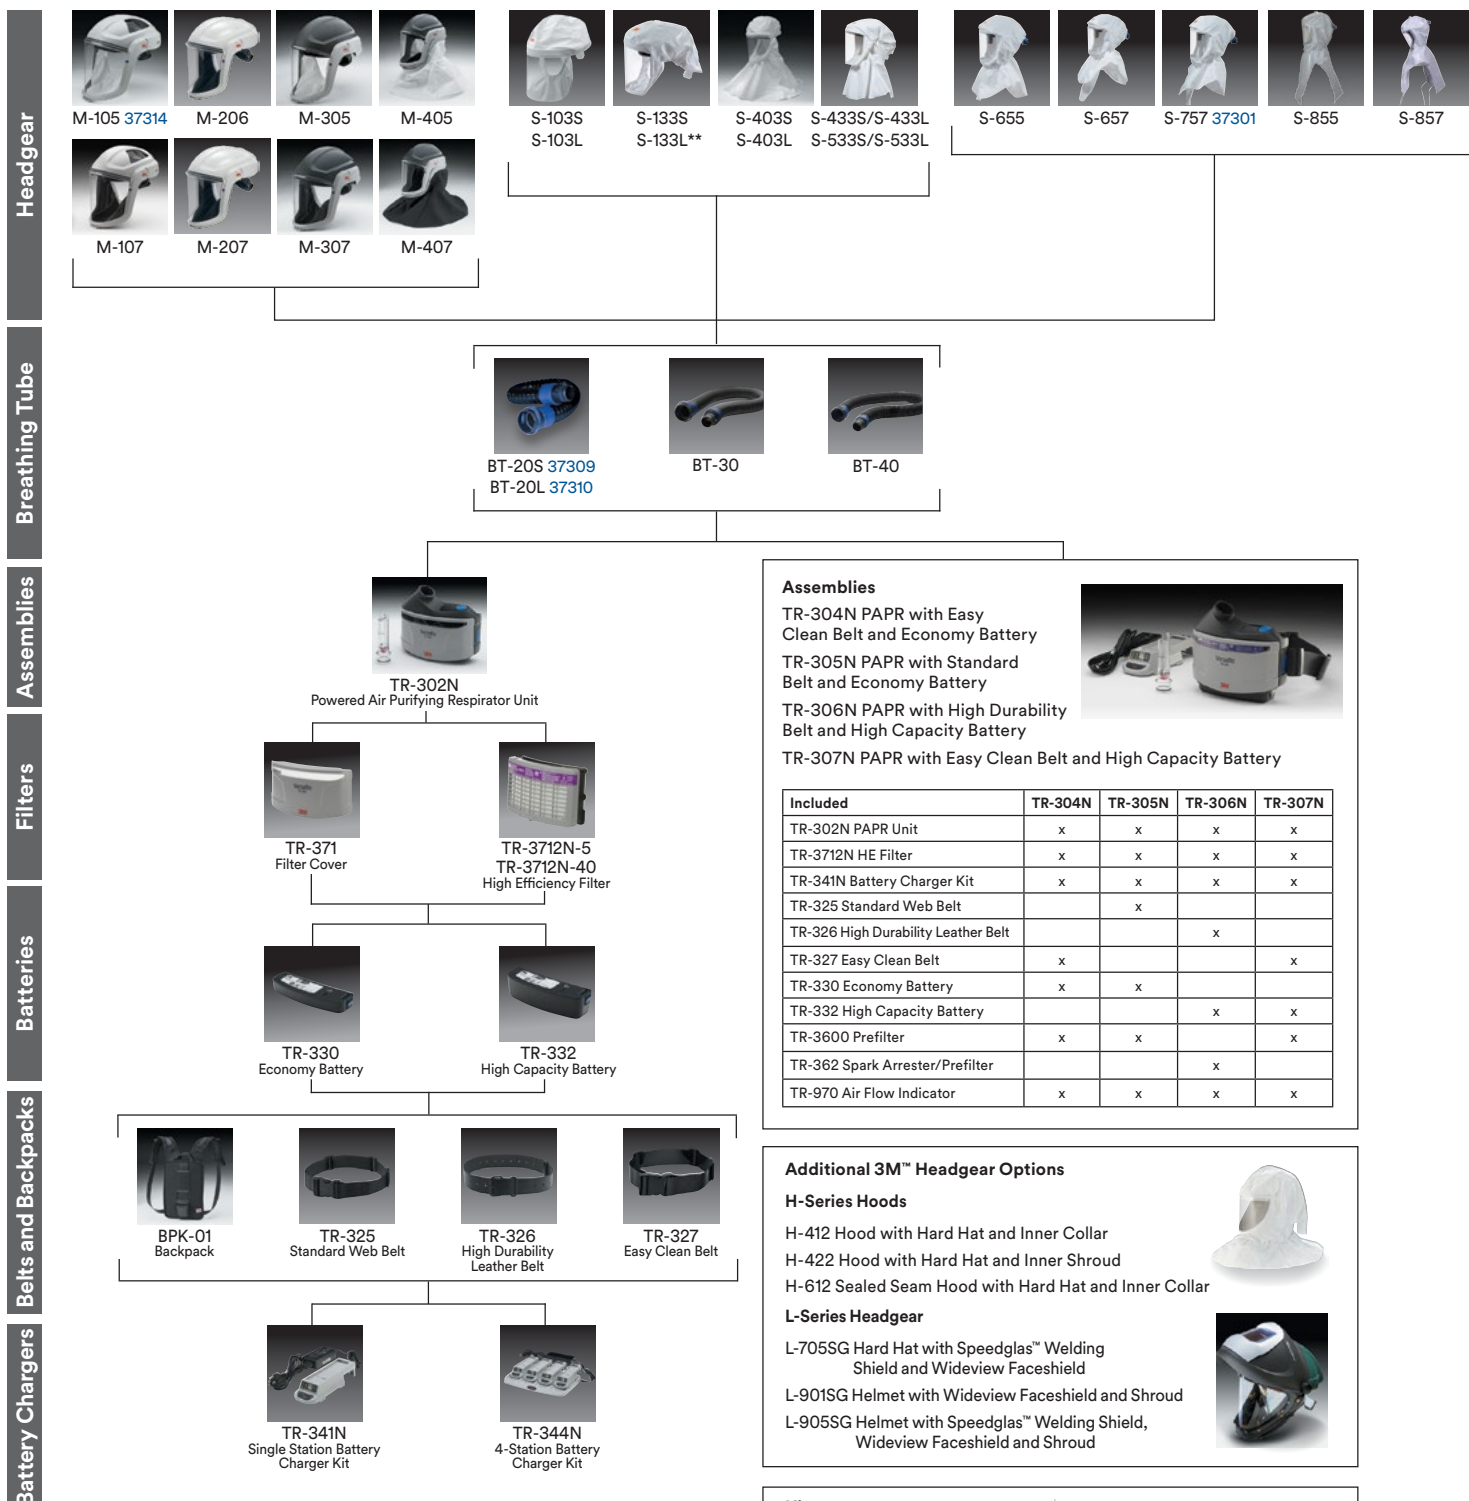 Headgear
M-105 37314
M-206
M-305
M-405
M-107
M-207
M-307
M-407
S-103S
S-103L
S-133S
S-133L**
S-403S
S-403L
S-433S/S-433L
S-533S/S-533L
S-655
S-657
S-757 37301
S-855
S-857
Breathing Tube
BT-20S 37309
BT-20L 37310
BT-30
BT-40
Assemblies
TR-302N
Powered Air Purifying Respirator Unit
Filters
TR-371
Filter Cover
TR-3712N-5
TR-3712N-40
High Efficiency Filter
Batteries
TR-330
Economy Battery
TR-332
High Capacity Battery
Belts and Backpacks
BPK-01
Backpack
TR-325
Standard Web Belt
TR-326
High Durability
Leather Belt
TR-327
Easy Clean Belt
Battery Chargers
TR-341N
Single Station Battery
Charger Kit
TR-344N
4-Station Battery
Charger Kit
Assemblies
TR-304N PAPR with Easy
Clean Belt and Economy Battery
TR-305N PAPR with Standard
Belt and Economy Battery
TR-306N PAPR with High Durability
Belt and High Capacity Battery
TR-307N PAPR with Easy Clean Belt and High Capacity Battery
Included TR-304N TR-305N TR-306N TR-307N
TR-302N PAPR Unit x x x x
TR-3712N HE Filter x x x x
TR-341N Battery Charger Kit x x x x
TR-325 Standard Web Belt x
TR-326 High Durability Leather Belt x
TR-327 Easy Clean Belt x x
TR-330 Economy Battery x x
TR-332 High Capacity Battery x x
TR-3600 Prefilter x x x
TR-362 Spark Arrester/Prefilter x
TR-970 Air Flow Indicator x x x x
Additional 3M™ Headgear Options
H-Series Hoods
H-412 Hood with Hard Hat and Inner Collar
H-422 Hood with Hard Hat and Inner Shroud
H-612 Sealed Seam Hood with Hard Hat and Inner Collar
L-Series Headgear
L-705SG Hard Hat with Speedglas™ Welding
Shield and Wideview Faceshield
L-901SG Helmet with Wideview Faceshield and Shroud
L-905SG Helmet with Speedglas™ Welding Shield,
Wideview Faceshield and Shroud